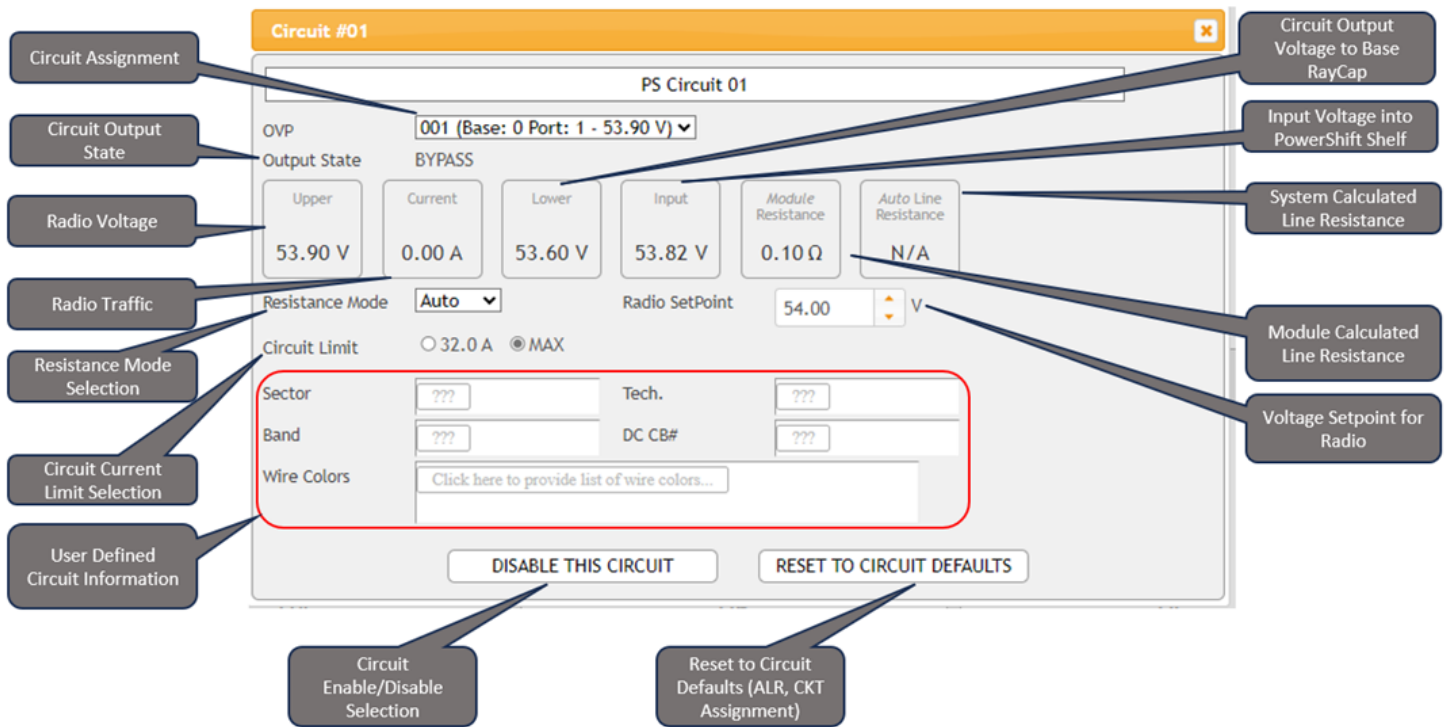 Circuit #01
PS Circuit 01
OVP
001 (Base: 0 Port: 1 - 53.90 V)
Output State
BYPASS
Upper
53.90 V
Current
0.00 A
Lower
53.60 V
Input
53.82 V
Module
Resistance
0.10 Ω
Auto Line
Resistance
N/A
Resistance Mode
Auto
Radio SetPoint
54.00
V
Circuit Limit
32.0 A
MAX
Sector
???
Tech.
???
Band
???
DC CB#
???
Wire Colors
Click here to provide list of wire colors...
DISABLE THIS CIRCUIT
RESET TO CIRCUIT DEFAULTS
Circuit Assignment
Circuit Output
State
Radio Voltage
Radio Traffic
Resistance Mode
Selection
Circuit Current
Limit Selection
User Defined
Circuit Information
Circuit
Enable/Disable
Selection
Reset to Circuit
Defaults (ALR, CKT
Assignment)
Circuit Output
Voltage to Base
RayCap
Input Voltage into
PowerShift Shelf
System Calculated
Line Resistance
Module Calculated
Line Resistance
Voltage Setpoint for
Radio